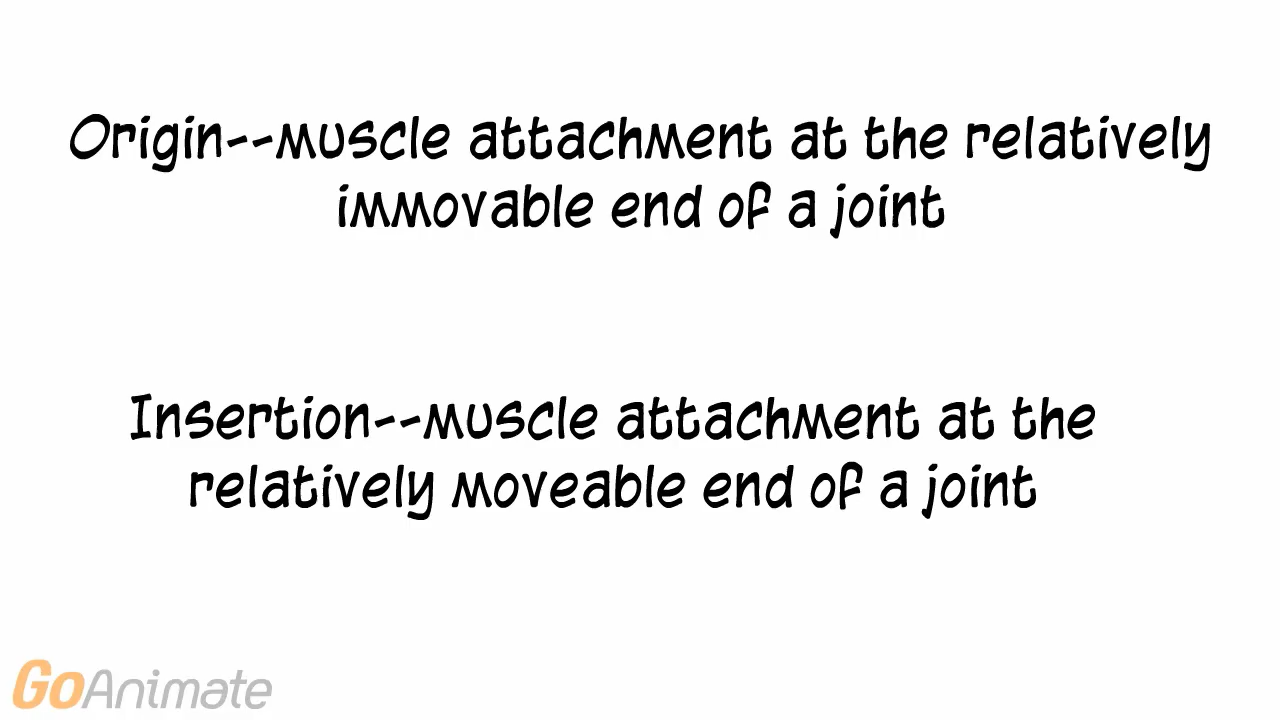 Origin--muscle attachment at the relatively
immovable end of a joint
Insertion--muscle attachment at the
relatively moveable end of a joint
GoAnimate